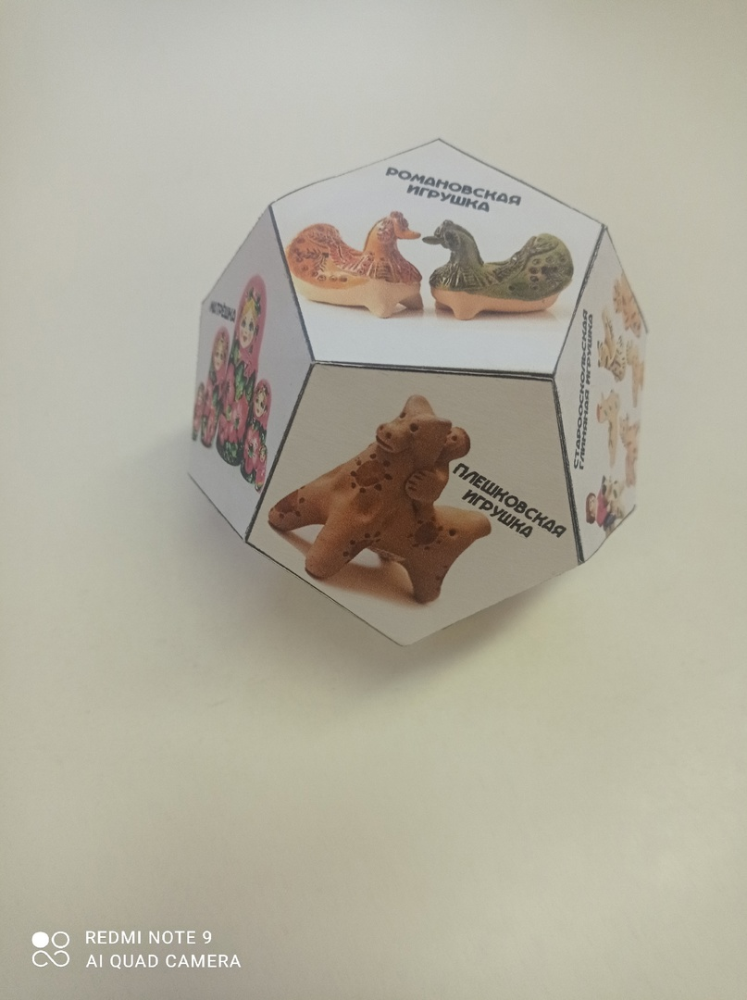 РОМАНОВСКАЯ
ИГРУШКА
МАТРЁШКА
ПЛЕШКОВСКАЯ
ИГРУШКА
СТАРООСКОЛЬСКАЯ
ГЛИНЯНАЯ ИГРУШКА
REDMI NOTE 9
AI QUAD CAMERA